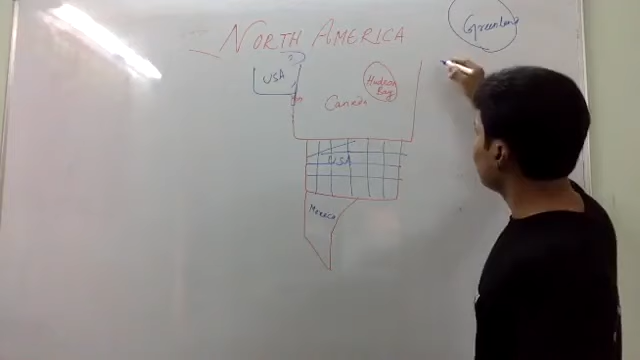 NORTH AMERICA
Greenland
USA
Hudson
Bay
Canada
USA
Mexico